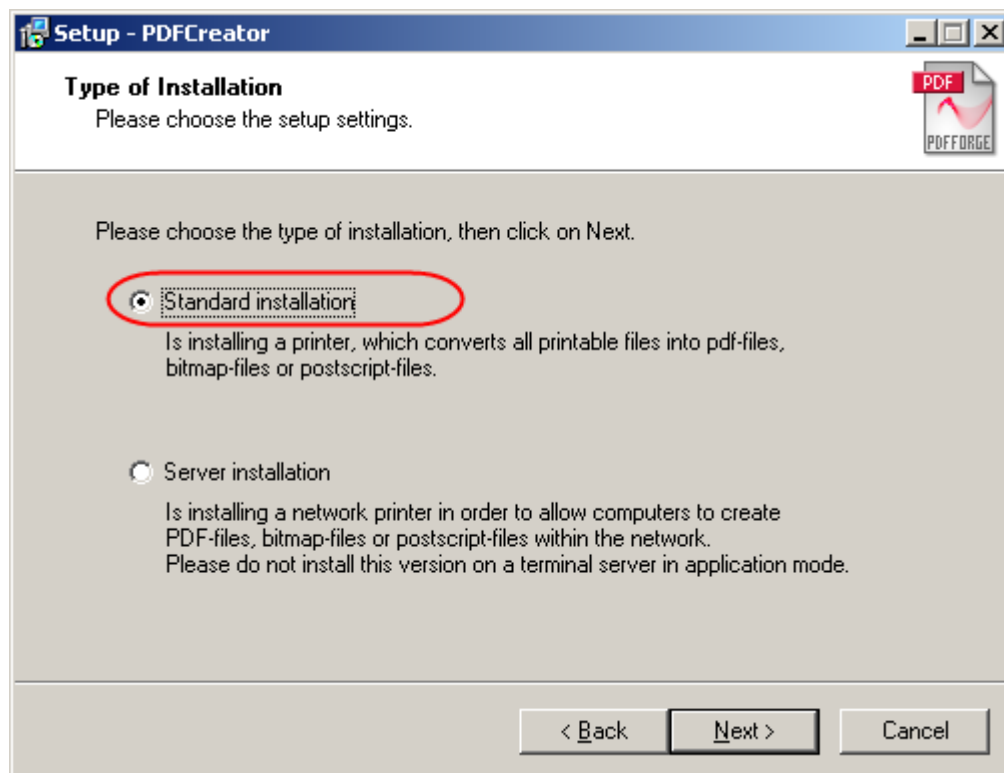 Setup - PDFCreator
Type of Installation
Please choose the setup settings.
PDF
PDFFORGE
Please choose the type of installation, then click on Next.
Standard installation
Is installing a printer, which converts all printable files into pdf-files,
bitmap-files or postscript-files.
Server installation
Is installing a network printer in order to allow computers to create
PDF-files, bitmap-files or postscript-files within the network.
Please do not install this version on a terminal server in application mode.
< Back Next > Cancel